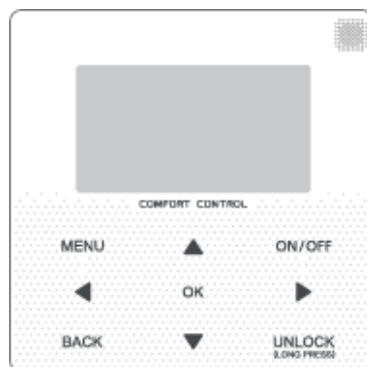 COMFORT CONTROL
MENU
ON/OFF
OK
BACK
UNLOCK
(LONG PRESS)